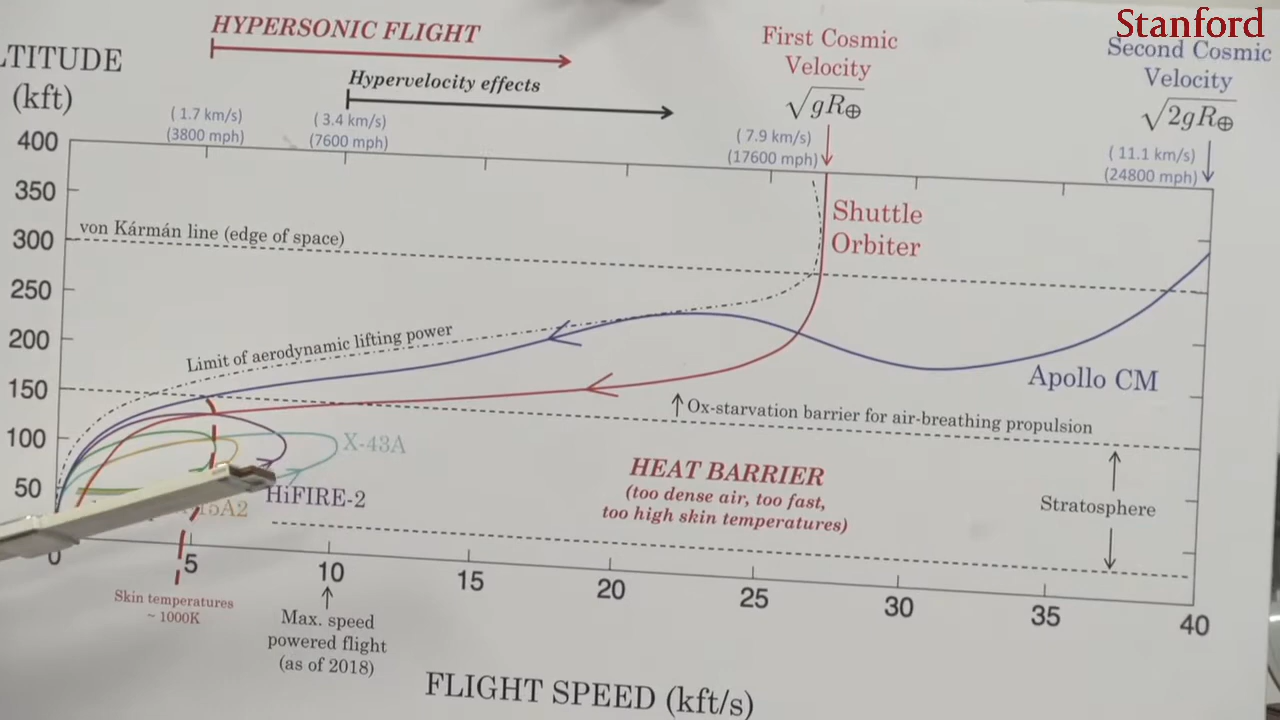 Stanford
HYPERSONIC FLIGHT
First Cosmic
Velocity
√gR⊕
Second Cosmic
Velocity
√2gR⊕
LTITUDE
(kft)
Hypervelocity effects
( 1.7 km/s)
(3800 mph)
( 3.4 km/s)
(7600 mph)
( 7.9 km/s)
(17600 mph)
( 11.1 km/s)
(24800 mph)
400
350
300
250
200
150
100
50
0
von Kármán line (edge of space)
Shuttle
Orbiter
Limit of aerodynamic lifting power
Apollo CM
Ox-starvation barrier for air-breathing propulsion
X-43A
HEAT BARRIER
(too dense air, too fast,
too high skin temperatures)
HiFIRE-2
15A2
Stratosphere
5
10
15
20
25
30
35
40
Skin temperatures
~ 1000K
Max. speed
powered flight
(as of 2018)
FLIGHT SPEED (kft/s)